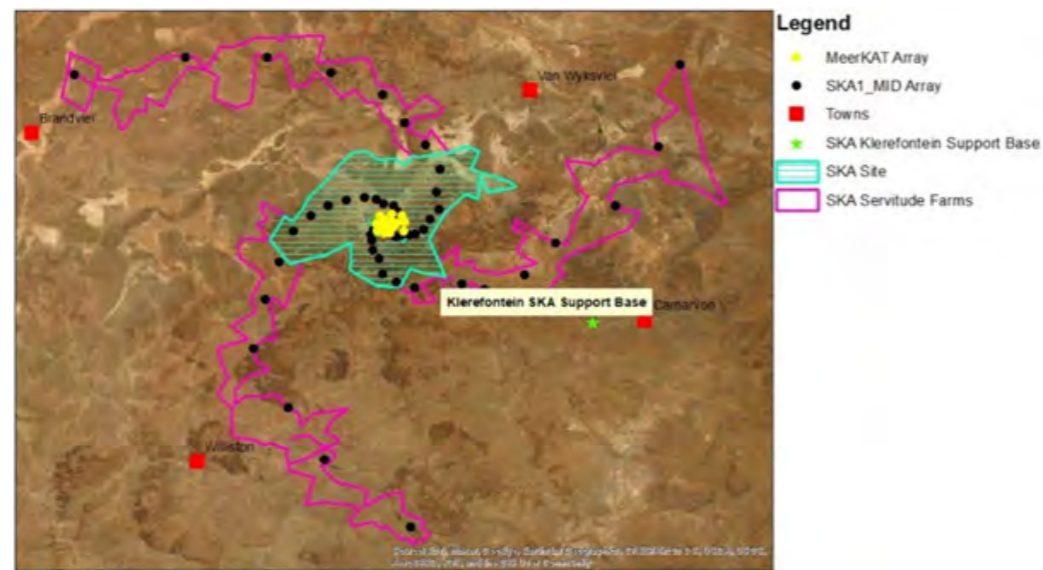 Legend
MeerKAT Array
SKA1_MID Array
Towns
SKA Klerefontein Support Base
SKA Site
SKA Servitude Farms
Van Wyksvlei
Brandvlei
Klerefontein SKA Support Base
Carnarvon
Williston